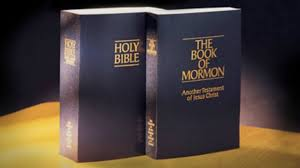 HOLY
BIBLE
THE
BOOK OF
MORMON
Another Testament
of Jesus Christ